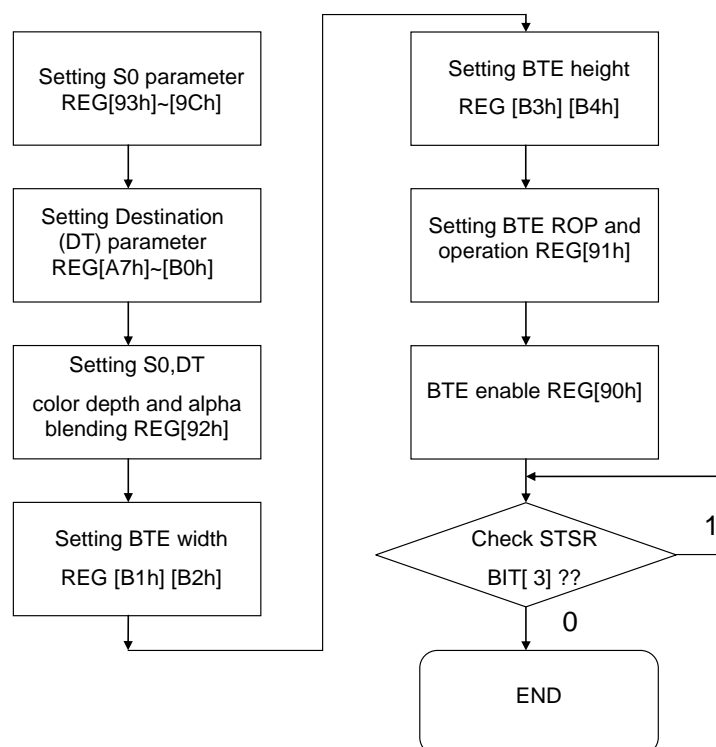 Setting S0 parameter
REG[93h]~[9Ch]
Setting Destination
(DT) parameter
REG[A7h]~[B0h]
Setting S0,DT
color depth and alpha
blending REG[92h]
Setting BTE width
REG [B1h] [B2h]
Setting BTE height
REG [B3h] [B4h]
Setting BTE ROP and
operation REG[91h]
BTE enable REG[90h]
Check STSR
BIT[ 3] ??
1
0
END